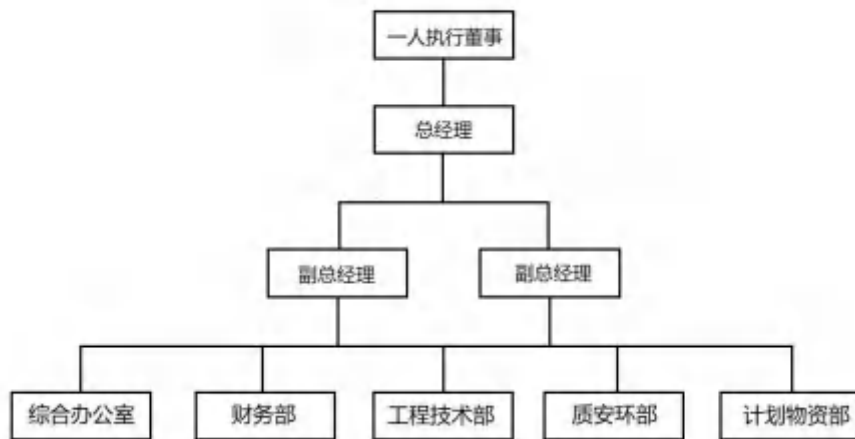 一人执行董事
总经理
副总经理
副总经理
综合办公室
财务部
工程技术部
质安环部
计划物资部